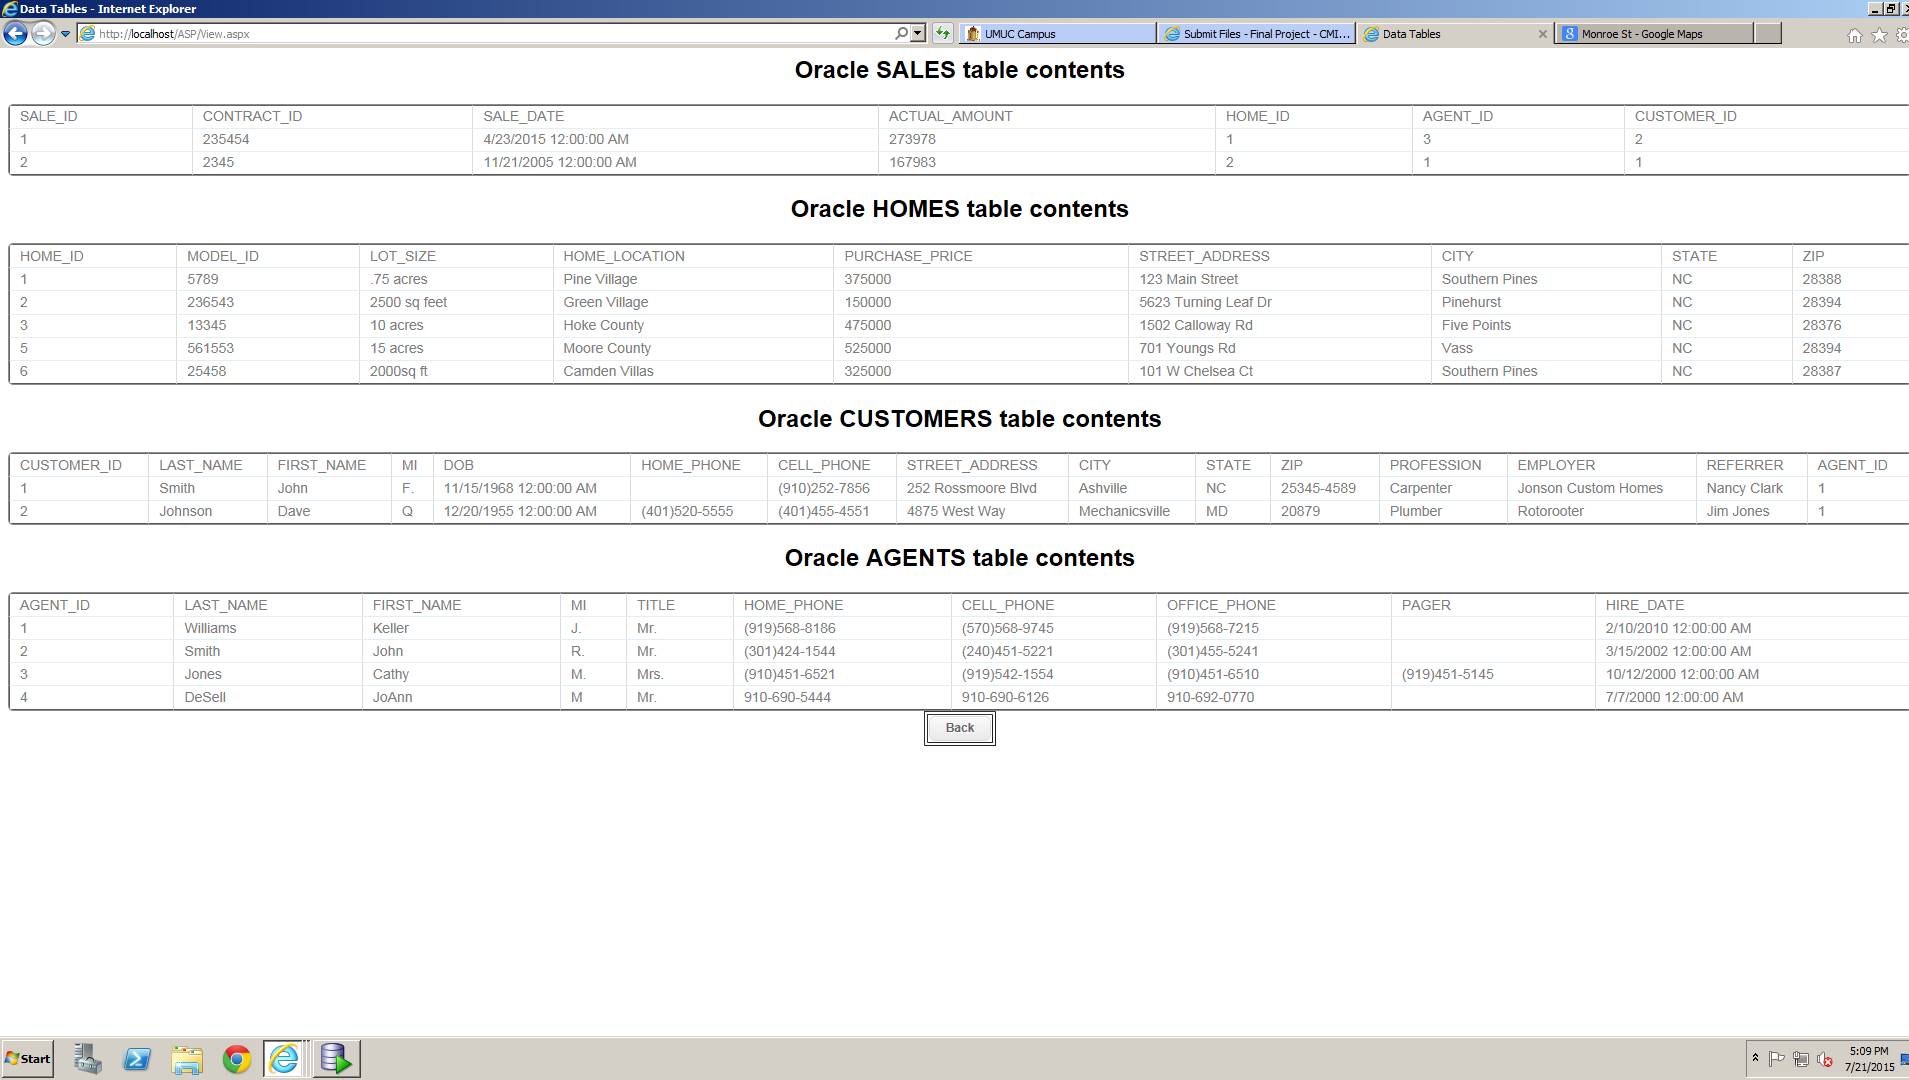 Data Tables - Internet Explorer
http://localhost/ASP/View.aspx UMUC Campus Submit Files - Final Project - CMI... Data Tables Monroe St - Google Maps
Oracle SALES table contents
SALE_ID CONTRACT_ID SALE_DATE ACTUAL_AMOUNT HOME_ID AGENT_ID CUSTOMER_ID
1 235454 4/23/2015 12:00:00 AM 273978 1 3 2
2 2345 11/21/2005 12:00:00 AM 167983 2 1 1
Oracle HOMES table contents
HOME_ID MODEL_ID LOT_SIZE HOME_LOCATION PURCHASE_PRICE STREET_ADDRESS CITY STATE ZIP
1 5789 .75 acres Pine Village 375000 123 Main Street Southern Pines NC 28388
2 236543 2500 sq feet Green Village 150000 5623 Turning Leaf Dr Pinehurst NC 28394
3 13345 10 acres Hoke County 475000 1502 Calloway Rd Five Points NC 28376
5 561553 15 acres Moore County 525000 701 Youngs Rd Vass NC 28394
6 25458 2000sq ft Camden Villas 325000 101 W Chelsea Ct Southern Pines NC 28387
Oracle CUSTOMERS table contents
CUSTOMER_ID LAST_NAME FIRST_NAME MI DOB HOME_PHONE CELL_PHONE STREET_ADDRESS CITY STATE ZIP PROFESSION EMPLOYER REFERRER AGENT_ID
1 Smith John F. 11/15/1968 12:00:00 AM (910)252-7856 252 Rossmoore Blvd Ashville NC 25345-4589 Carpenter Jonson Custom Homes Nancy Clark 1
2 Johnson Dave Q 12/20/1955 12:00:00 AM (401)520-5555 (401)455-4551 4875 West Way Mechanicsville MD 20879 Plumber Rotorooter Jim Jones 1
Oracle AGENTS table contents
AGENT_ID LAST_NAME FIRST_NAME MI TITLE HOME_PHONE CELL_PHONE OFFICE_PHONE PAGER HIRE_DATE
1 Williams Keller J. Mr. (919)568-8186 (570)568-9745 (919)568-7215 2/10/2010 12:00:00 AM
2 Smith John R. Mr. (301)424-1544 (240)451-5221 (301)455-5241 3/15/2002 12:00:00 AM
3 Jones Cathy M. Mrs. (910)451-6521 (919)542-1554 (910)451-6510 (919)451-5145 10/12/2000 12:00:00 AM
4 DeSell JoAnn M Mr. 910-690-5444 910-690-6126 910-692-0770 7/7/2000 12:00:00 AM
Back
Start 5:09 PM
7/21/2015